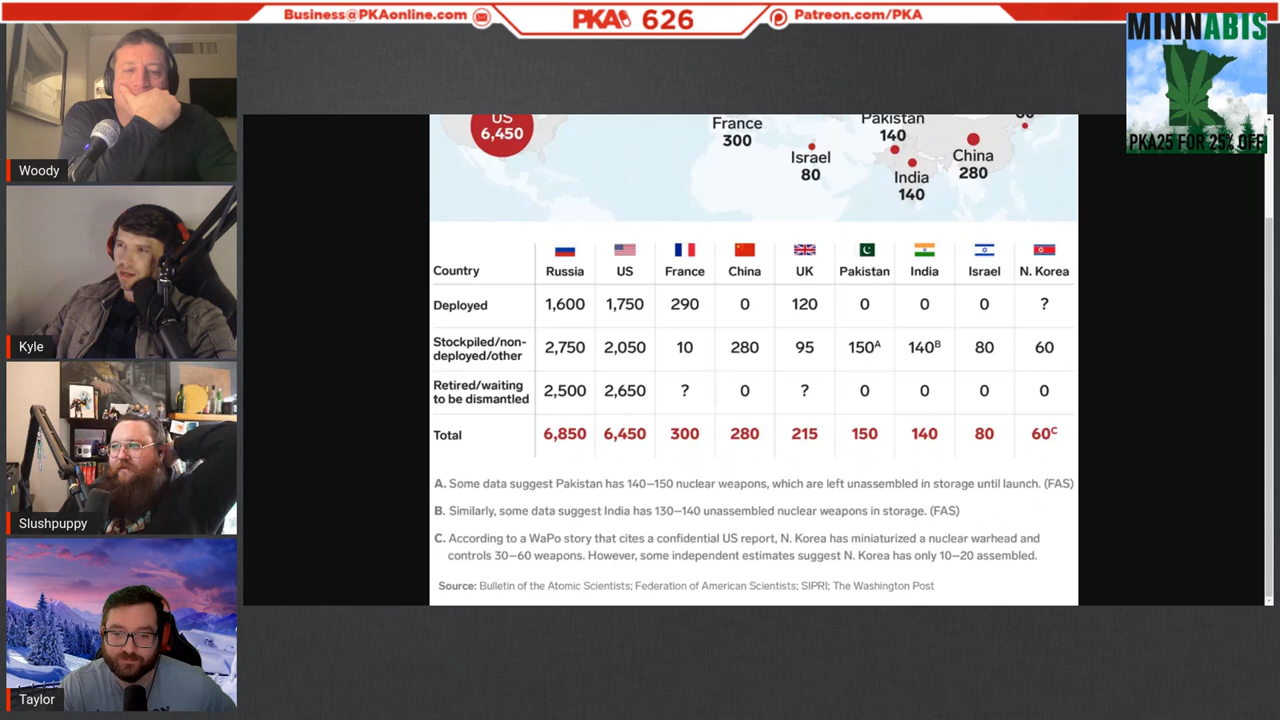 Business@PKAonline.com
PKA 626
Patreon.com/PKA
MINNABIS
PKA25 FOR 25% OFF
Woody
Kyle
Slushpuppy
Taylor
US
6,450
France
300
Israel
80
Pakistan
140
India
140
China
280
Country Russia US France China UK Pakistan India Israel N. Korea
Deployed 1,600 1,750 290 0 120 0 0 0 ?
Stockpiled/non-
deployed/other 2,750 2,050 10 280 95 150A 140B 80 60
Retired/waiting
to be dismantled 2,500 2,650 ? 0 ? 0 0 0 0
Total 6,850 6,450 300 280 215 150 140 80 60C
A. Some data suggest Pakistan has 140–150 nuclear weapons, which are left unassembled in storage until launch. (FAS)
B. Similarly, some data suggest India has 130–140 unassembled nuclear weapons in storage. (FAS)
C. According to a WaPo story that cites a confidential US report, N. Korea has miniaturized a nuclear warhead and
controls 30–60 weapons. However, some independent estimates suggest N. Korea has only 10–20 assembled.
Source: Bulletin of the Atomic Scientists; Federation of American Scientists; SIPRI; The Washington Post